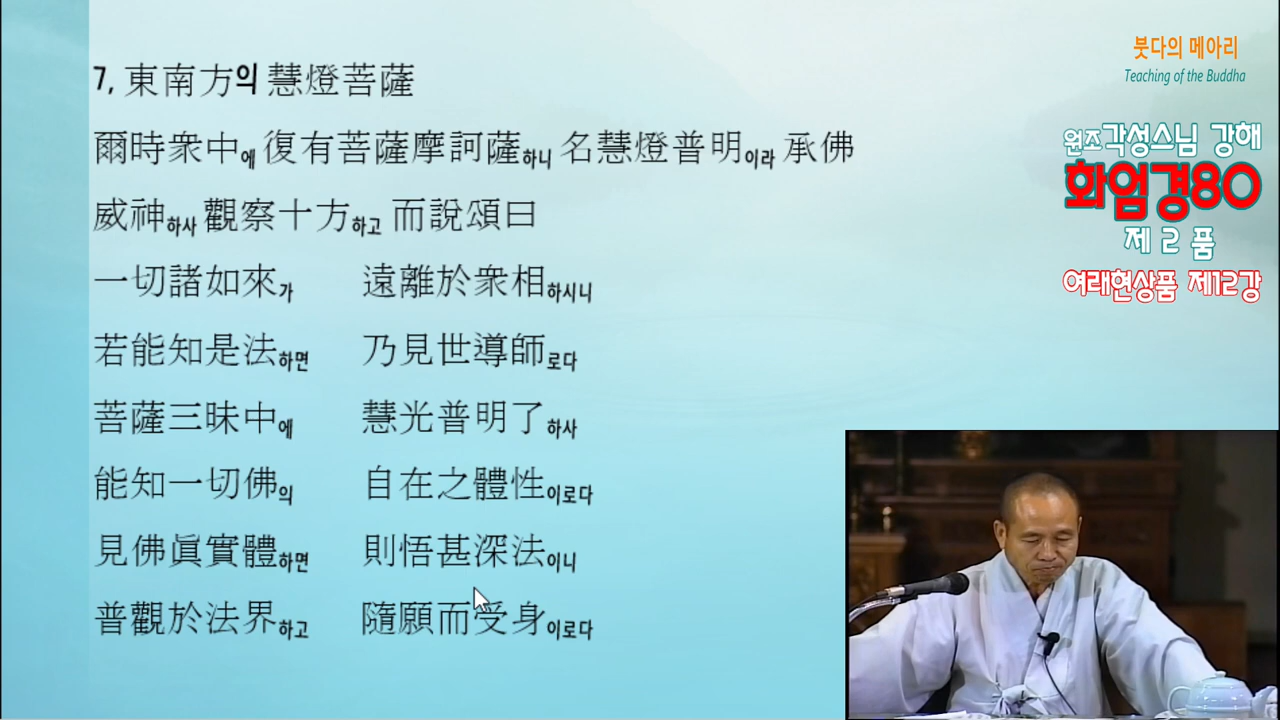 7, 東南方의 慧燈菩薩
爾時衆中에 復有菩薩摩訶薩하니 名慧燈普明이라 承佛
威神하사 觀察十方하고 而說頌曰
一切諸如來가 遠離於衆相하시니
若能知是法하면 乃見世導師로다
菩薩三昧中에 慧光普明了하사
能知一切佛의 自在之體性이로다
見佛眞實體하면 則悟甚深法이니
普觀於法界하고 隨願而受身이로다
붓다의 메아리
Teaching of the Buddha
원조각성스님 강해
화엄경80
제 2 품
여래현상품 제12강